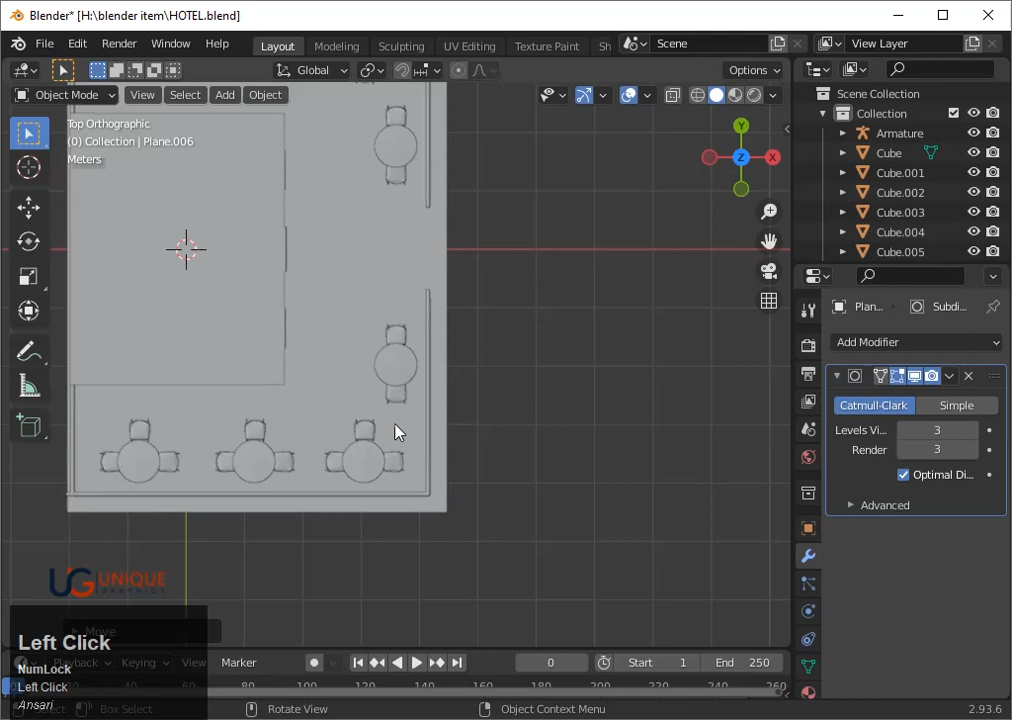 Blender* [H:\blender item\HOTEL.blend]
File Edit Render Window Help Layout Modeling Sculpting UV Editing Texture Paint Sh Scene View Layer
Global Options
Object Mode View Select Add Object
Top Orthographic
(0) Collection | Plane.006
Meters
Y
Z X
Scene Collection
Collection
Armature
Cube
Cube.001
Cube.002
Cube.003
Cube.004
Cube.005
Plan... Subdi...
Add Modifier
Catmull-Clark Simple
Levels Vi... 3
Render 3
Optimal Di...
Advanced
UG UNIQUE
GRAPHICS
Move
Left Click
NumLock
Left Click
Ansari
Playback Keying View Marker 0 Start 1 End 250
80 100 120 140 160 180 200 220 240 260
Select Box Select Rotate View Object Context Menu 2.93.6